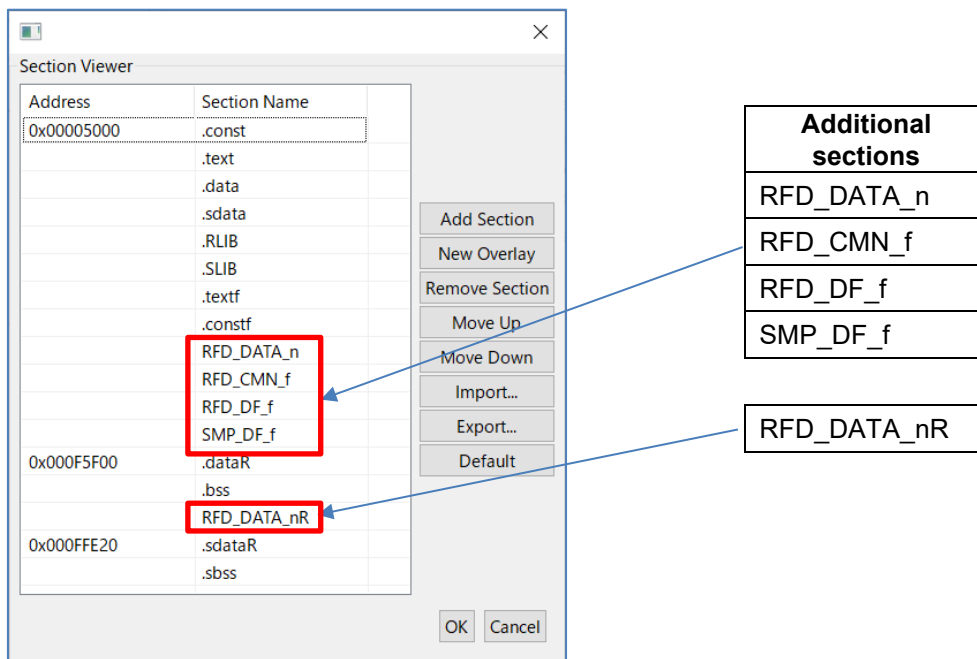 Section Viewer
Address Section Name
0x00005000 .const
.text
.data
.sdata
.RLIB
.SLIB
.textf
.constf
RFD_DATA_n
RFD_CMN_f
RFD_DF_f
SMP_DF_f
0x000F5F00 .dataR
.bss
RFD_DATA_nR
0x000FFE20 .sdataR
.sbss
Add Section
New Overlay
Remove Section
Move Up
Move Down
Import...
Export...
Default
OK Cancel
Additional
sections
RFD_DATA_n
RFD_CMN_f
RFD_DF_f
SMP_DF_f
RFD_DATA_nR